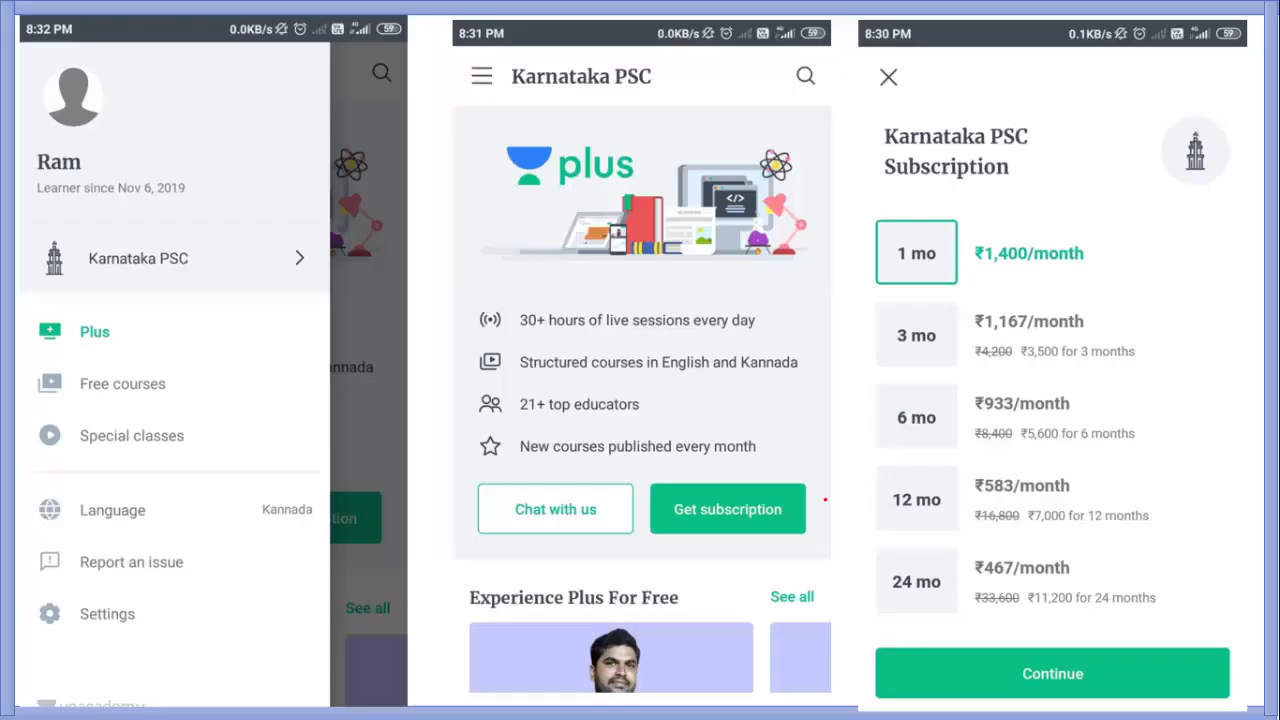 8:32 PM
0.0KB/s
4G
59
Ram
Learner since Nov 6, 2019
Karnataka PSC
Plus
Free courses
Special classes
Language
Kannada
Report an issue
Settings
unacademy
nnada
tion
See all
8:31 PM
0.0KB/s
4G
59
Karnataka PSC
plus
</>
30+ hours of live sessions every day
Structured courses in English and Kannada
21+ top educators
New courses published every month
Chat with us
Get subscription
Experience Plus For Free
See all
8:30 PM
0.1KB/s
4G
59
Karnataka PSC
Subscription
1 mo
₹1,400/month
3 mo
₹1,167/month
₹4,200 ₹3,500 for 3 months
6 mo
₹933/month
₹8,400 ₹5,600 for 6 months
12 mo
₹583/month
₹16,800 ₹7,000 for 12 months
24 mo
₹467/month
₹33,600 ₹11,200 for 24 months
Continue